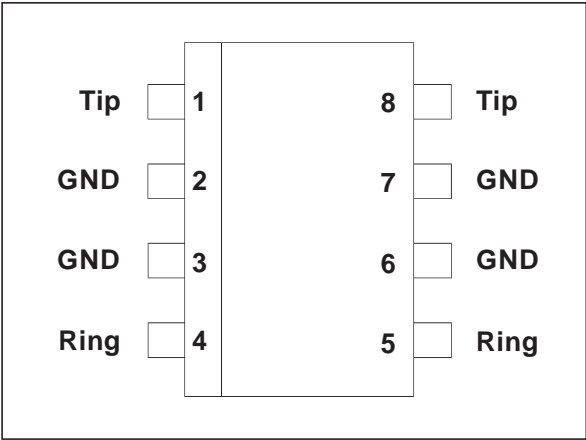 Tip 1 8 Tip
GND 2 7 GND
GND 3 6 GND
Ring 4 5 Ring